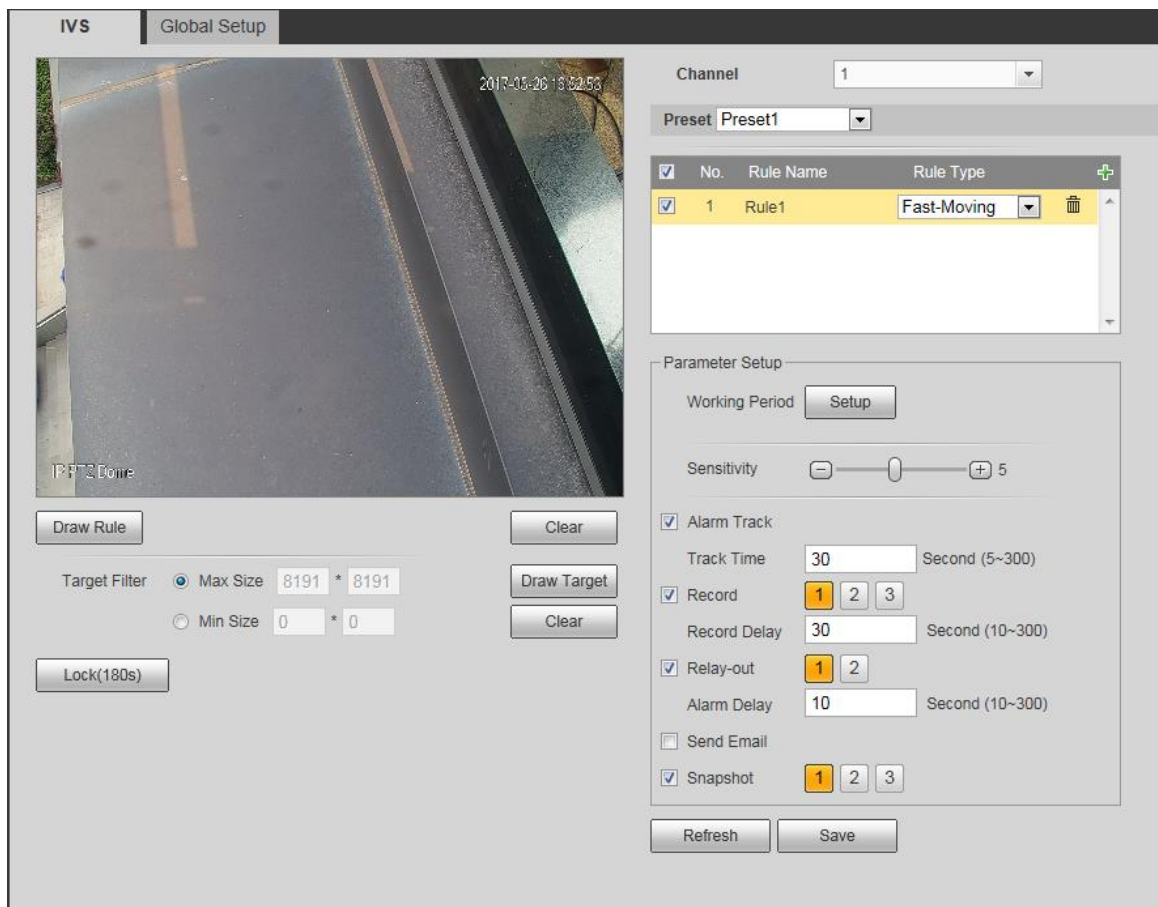 IVS Global Setup
2017-05-26 16:52:53
IP PTZ Dome
Draw Rule Clear
Target Filter Max Size 8191 * 8191 Draw Target
Min Size 0 * 0 Clear
Lock(180s)
Channel 1
Preset Preset1
No. Rule Name Rule Type
1 Rule1 Fast-Moving
Parameter Setup
Working Period Setup
Sensitivity 5
Alarm Track
Track Time 30 Second (5~300)
Record 1 2 3
Record Delay 30 Second (10~300)
Relay-out 1 2
Alarm Delay 10 Second (10~300)
Send Email
Snapshot 1 2 3
Refresh Save